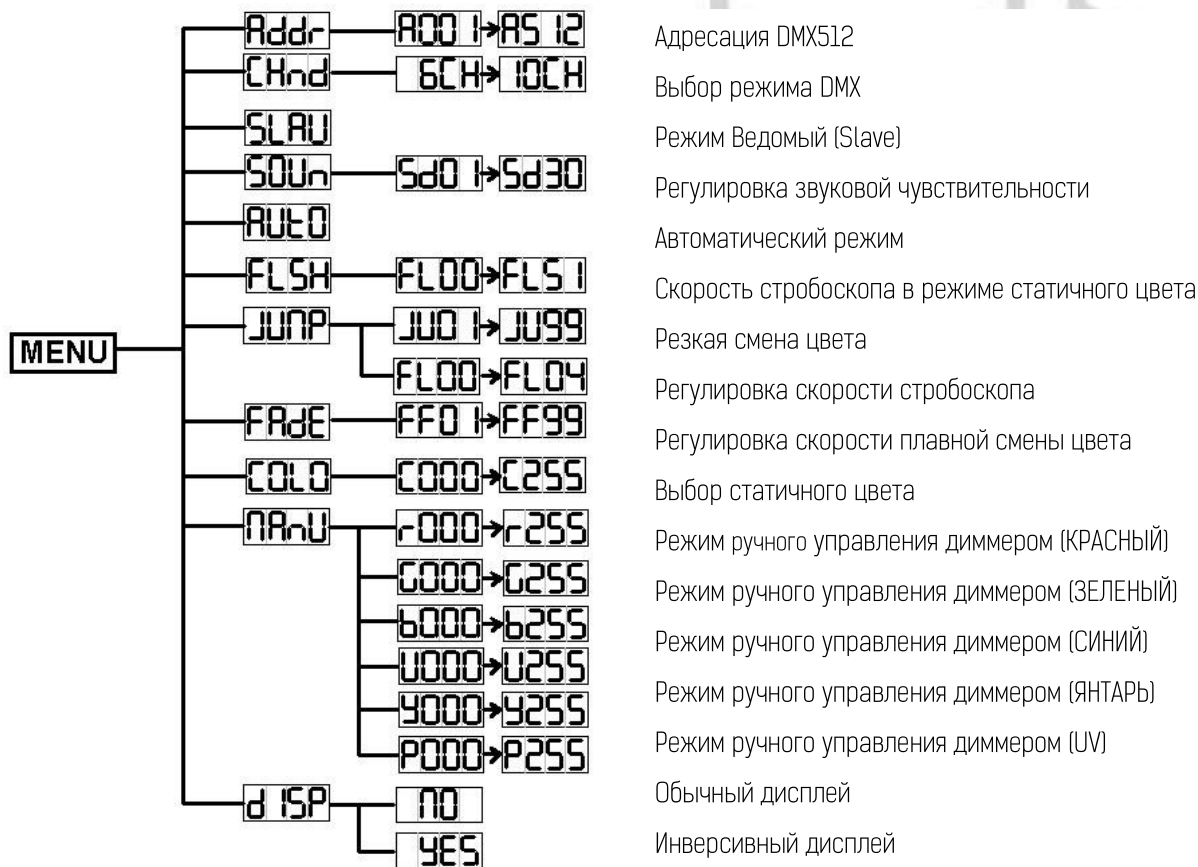 Addr A001 → A512 Адресация DMX512
CHnd 6CH → 10CH Выбор режима DMX
SLAU Режим Ведомый (Slave)
SOUn Sd01 → Sd30 Регулировка звуковой чувствительности
AUtO Автоматический режим
FLSH FL00 → FL51 Скорость стробоскопа в режиме статичного цвета
MENU JUMP JU01 → JU99 Резкая смена цвета
FL00 → FL04 Регулировка скорости стробоскопа
FAdE FF01 → FF99 Регулировка скорости плавной смены цвета
COLO C000 → C255 Выбор статичного цвета
MAnU r000 → r255 Режим ручного управления диммером (КРАСНЫЙ)
G000 → G255 Режим ручного управления диммером (ЗЕЛЕНЫЙ)
b000 → b255 Режим ручного управления диммером (СИНИЙ)
U000 → U255 Режим ручного управления диммером (ЯНТАРЬ)
Y000 → Y255 Режим ручного управления диммером (UV)
P000 → P255
dISP NO Обычный дисплей
YES Инверсивный дисплей